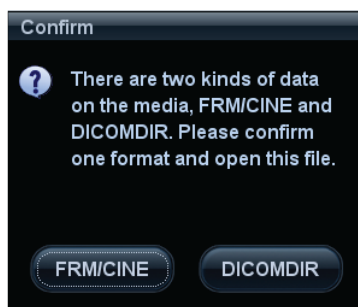 Confirm
There are two kinds of data
on the media, FRM/CINE and
DICOMDIR. Please confirm
one format and open this file.
FRM/CINE
DICOMDIR